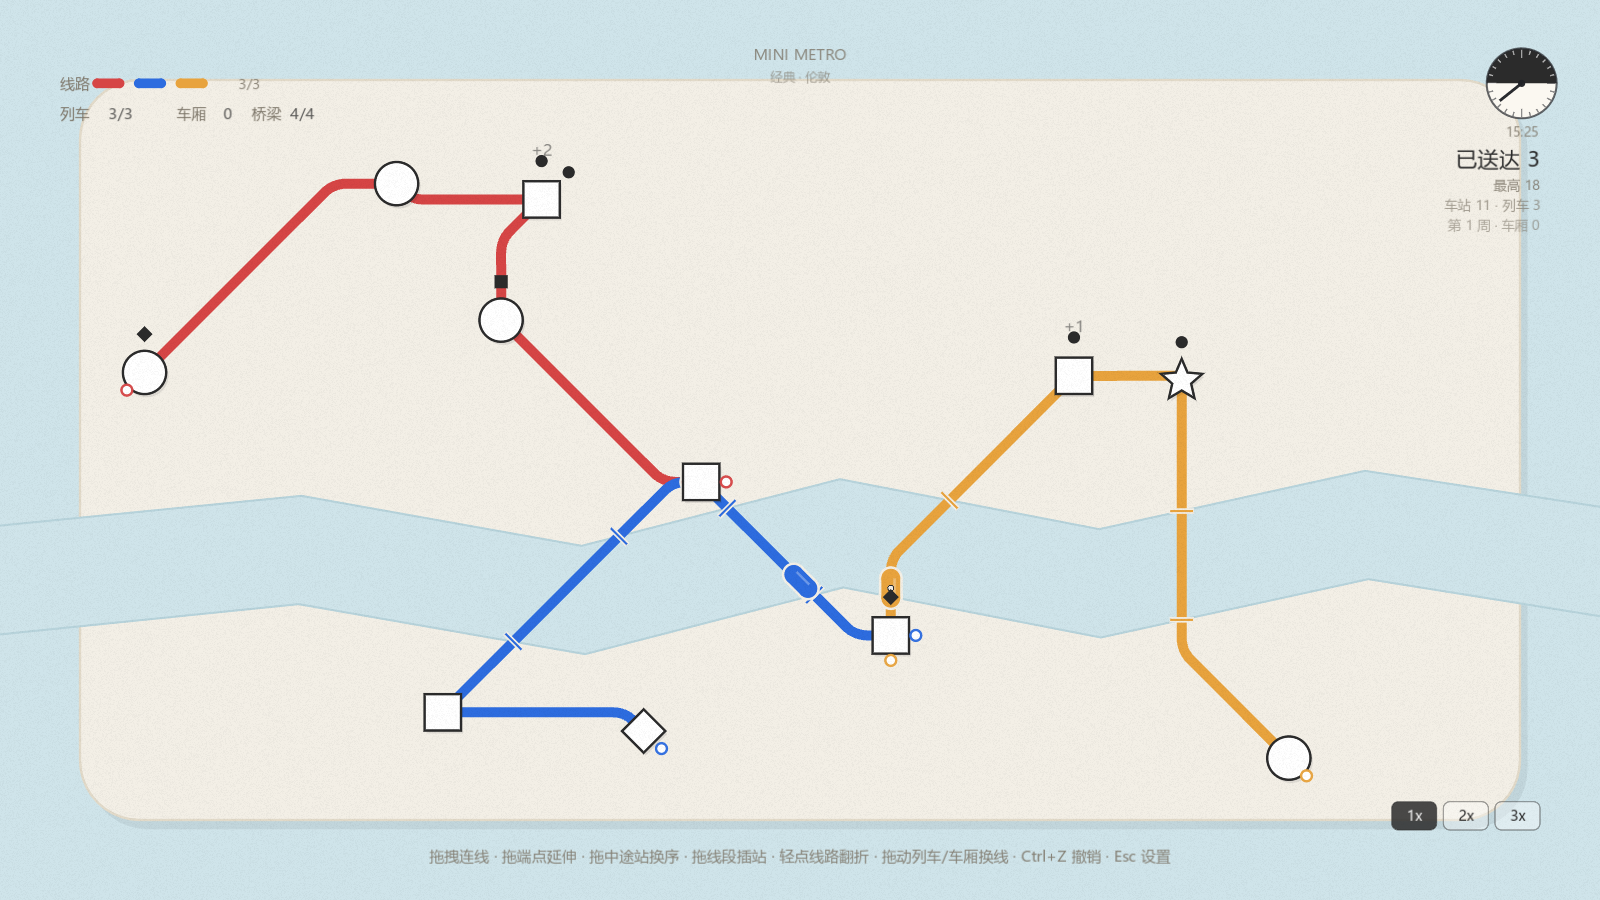 MINI METRO
经典 · 伦敦
线路 3/3
列车 3/3 车厢 0 桥梁 4/4
15:25
已送达 3
最高 18
车站 11 · 列车 3
第 1 周 · 车厢 0
+2
+1
1x 2x 3x
拖拽连线 · 拖端点延伸 · 拖中途站换序 · 拖线段插站 · 轻点线路翻折 · 拖动列车/车厢换线 · Ctrl+Z 撤销 · Esc 设置